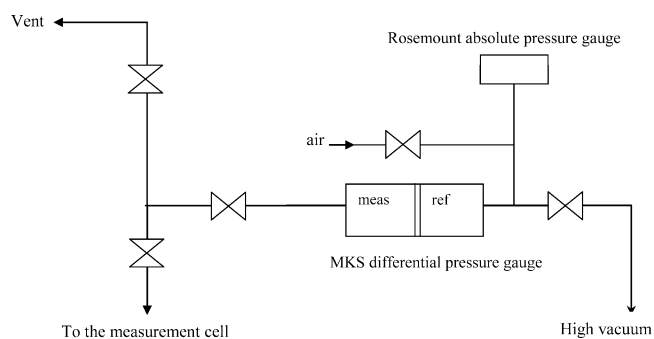 Vent
Rosemount absolute pressure gauge
air
meas
ref
MKS differential pressure gauge
To the measurement cell
High vacuum